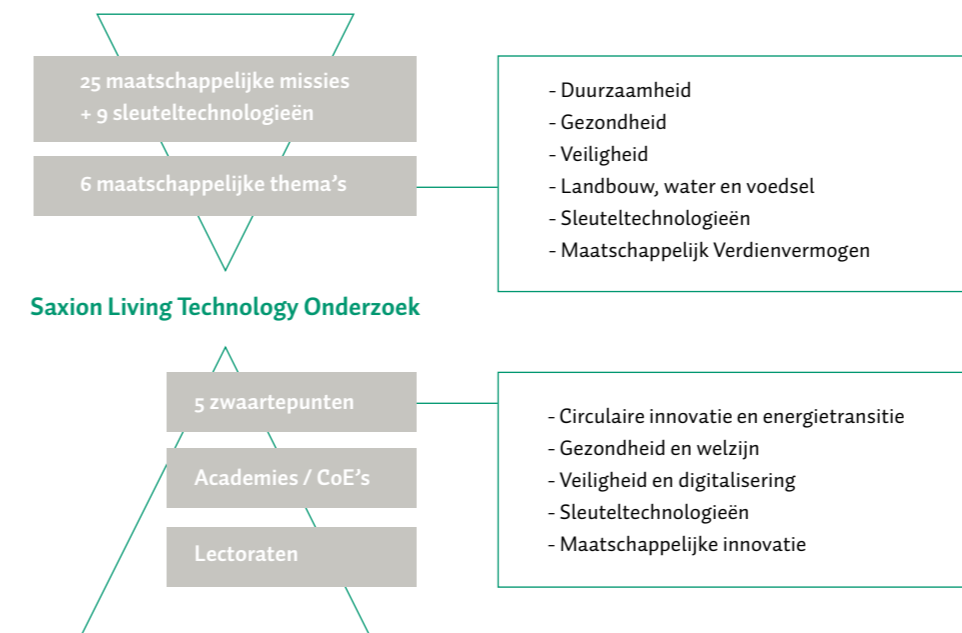 25 maatschappelijke missies
+ 9 sleuteltechnologieën
6 maatschappelijke thema's
- Duurzaamheid
- Gezondheid
- Veiligheid
- Landbouw, water en voedsel
- Sleuteltechnologieën
- Maatschappelijk Verdienvermogen
Saxion Living Technology Onderzoek
5 zwaartepunten
Academies / CoE's
Lectoraten
- Circulaire innovatie en energietransitie
- Gezondheid en welzijn
- Veiligheid en digitalisering
- Sleuteltechnologieën
- Maatschappelijke innovatie